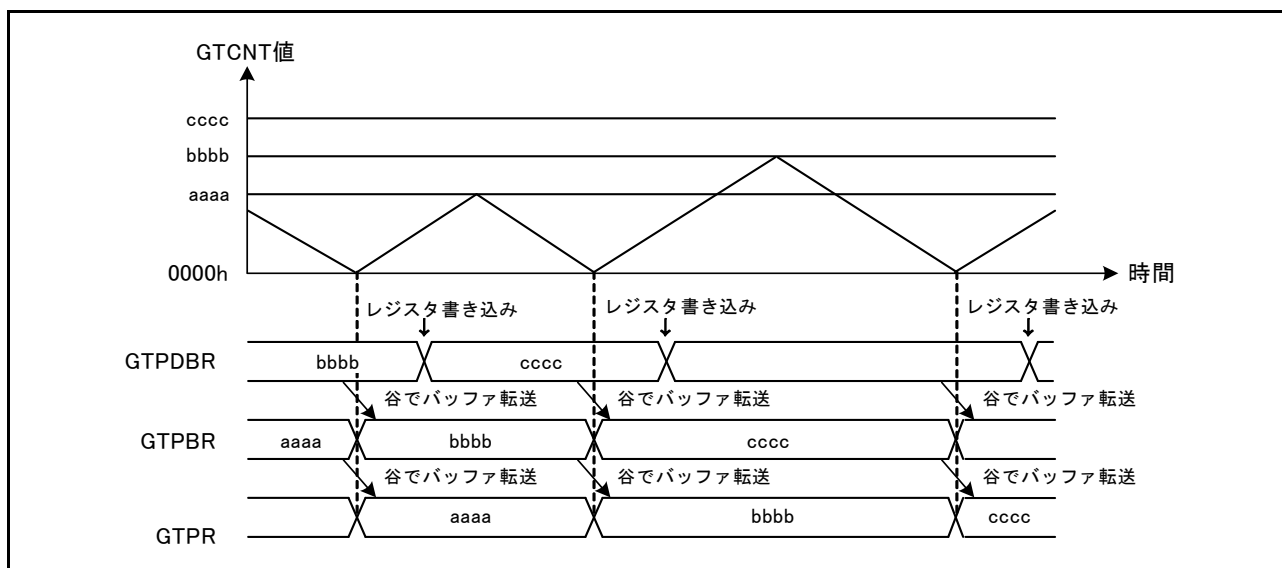 GTCNT値
cccc
bbbb
aaaa
0000h
時間
レジスタ書き込み レジスタ書き込み レジスタ書き込み
GTPDBR bbbb cccc
谷でバッファ転送 谷でバッファ転送 谷でバッファ転送
GTPBR aaaa bbbb cccc
谷でバッファ転送 谷でバッファ転送 谷でバッファ転送
GTPR aaaa bbbb cccc